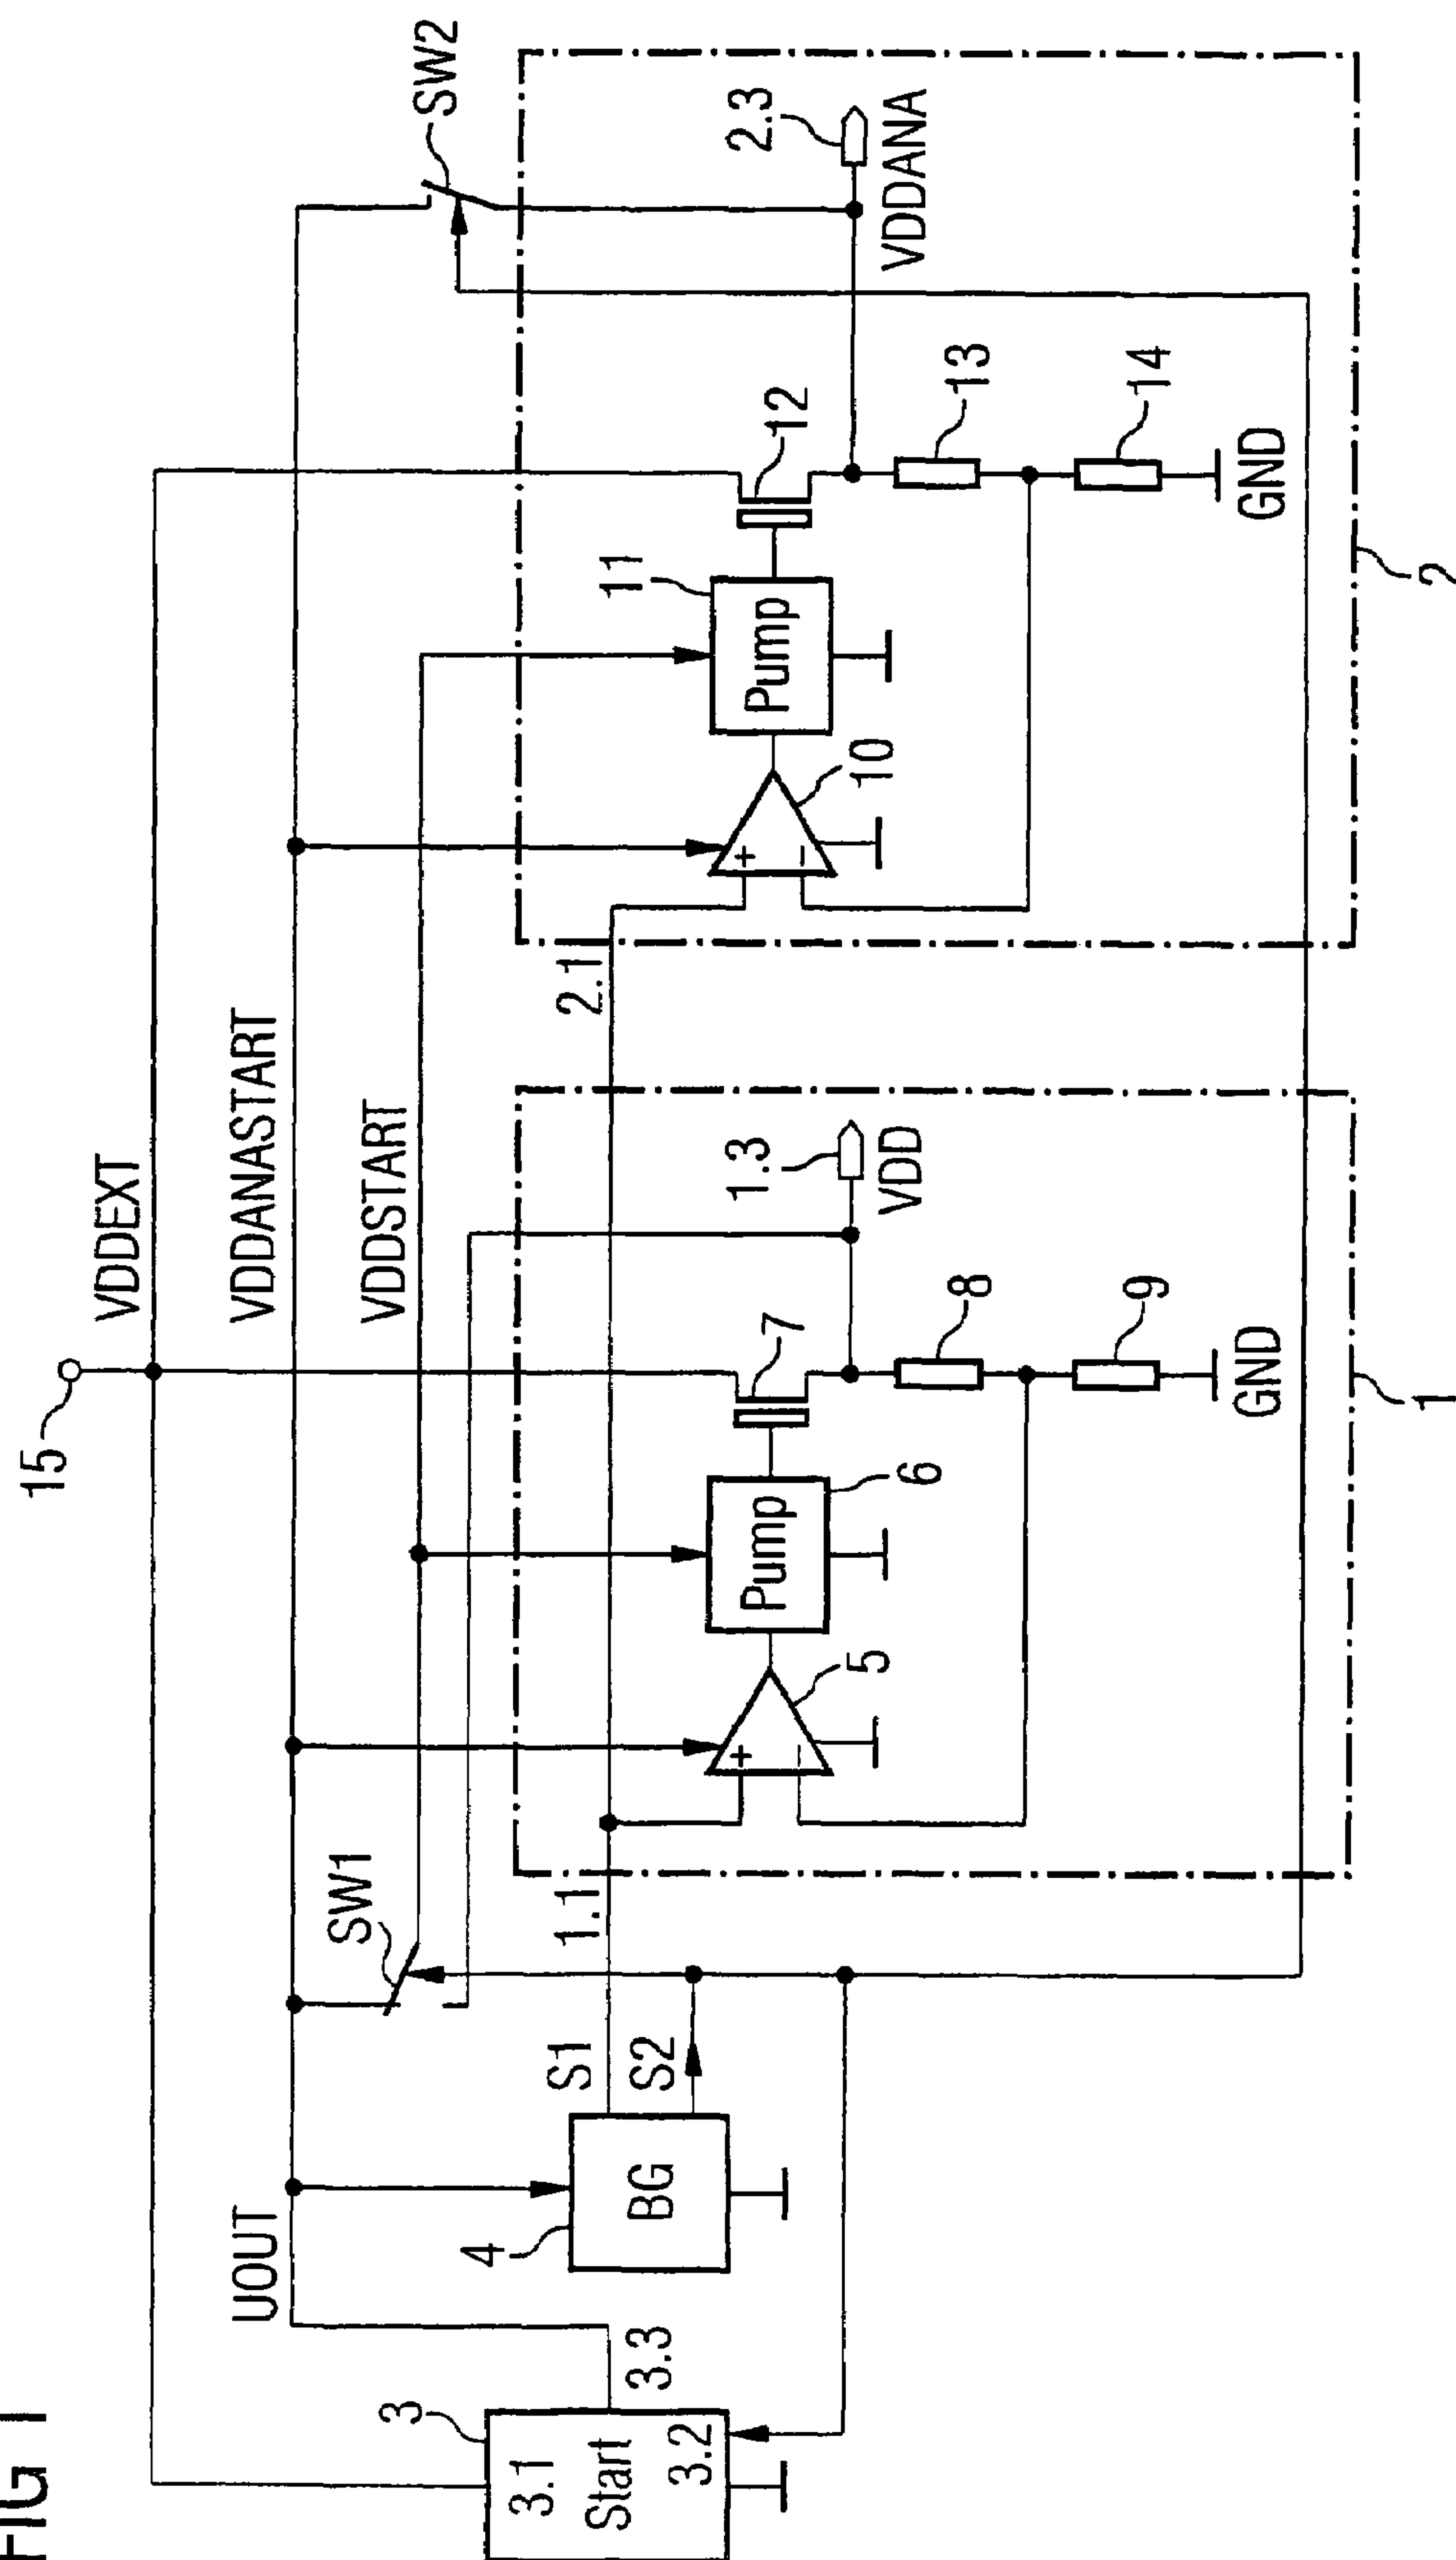 FIG 1
15
VDDEXT
VDDANASTART
VDDSTART
UOUT
SW1
SW2
3
3.1
Start
3.2
3.3
4
BG
S1
S2
1.1
5
+
−
Pump
6
7
1.3
VDD
8
9
GND
1
2.1
10
+
−
11
Pump
12
2.3
VDDANA
13
14
GND
2